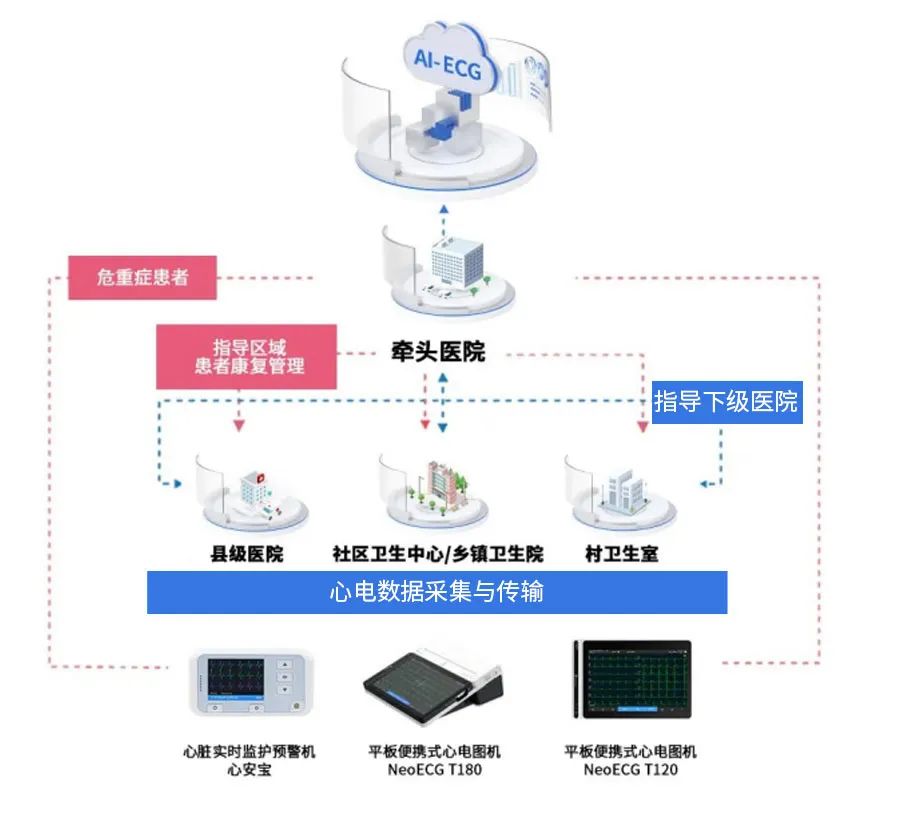 AI-ECG
危重症患者
指导区域
患者康复管理
牵头医院
指导下级医院
县级医院
社区卫生中心/乡镇卫生院
村卫生室
心电数据采集与传输
心脏实时监护预警机
心安宝
平板便携式心电图机
NeoECG T180
平板便携式心电图机
NeoECG T120